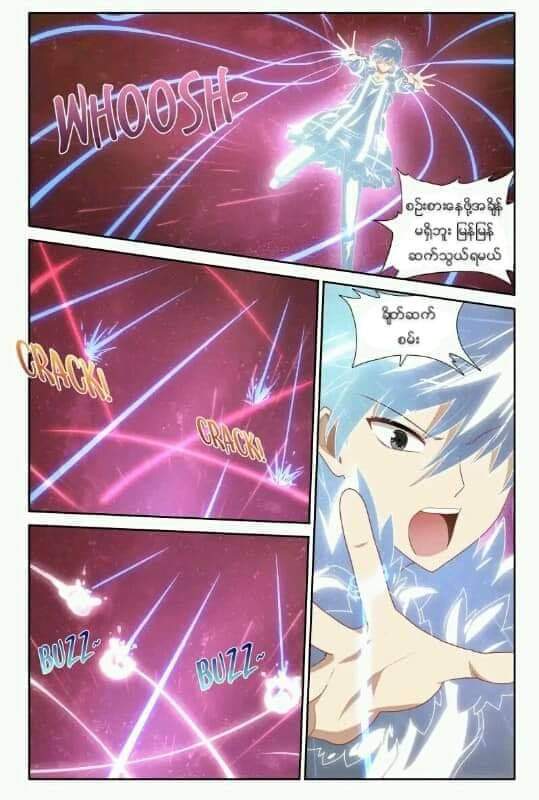 WHOOSH-
စဉ်းစားနေဖို့အချိန်
မရှိဘူး မြန်မြန်
ဆက်သွယ်ရမယ်
CRACK!
CRACK!
ချိတ်ဆက်
စမ်း
BUZZ~
BUZZ~